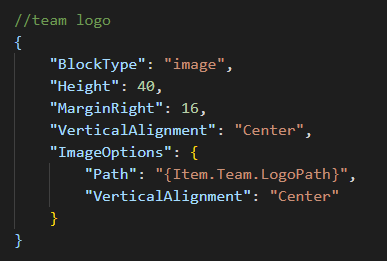 //team logo
{
    "BlockType": "image",
    "Height": 40,
    "MarginRight": 16,
    "VerticalAlignment": "Center",
    "ImageOptions": {
        "Path": "{Item.Team.LogoPath}",
        "VerticalAlignment": "Center"
    }
}